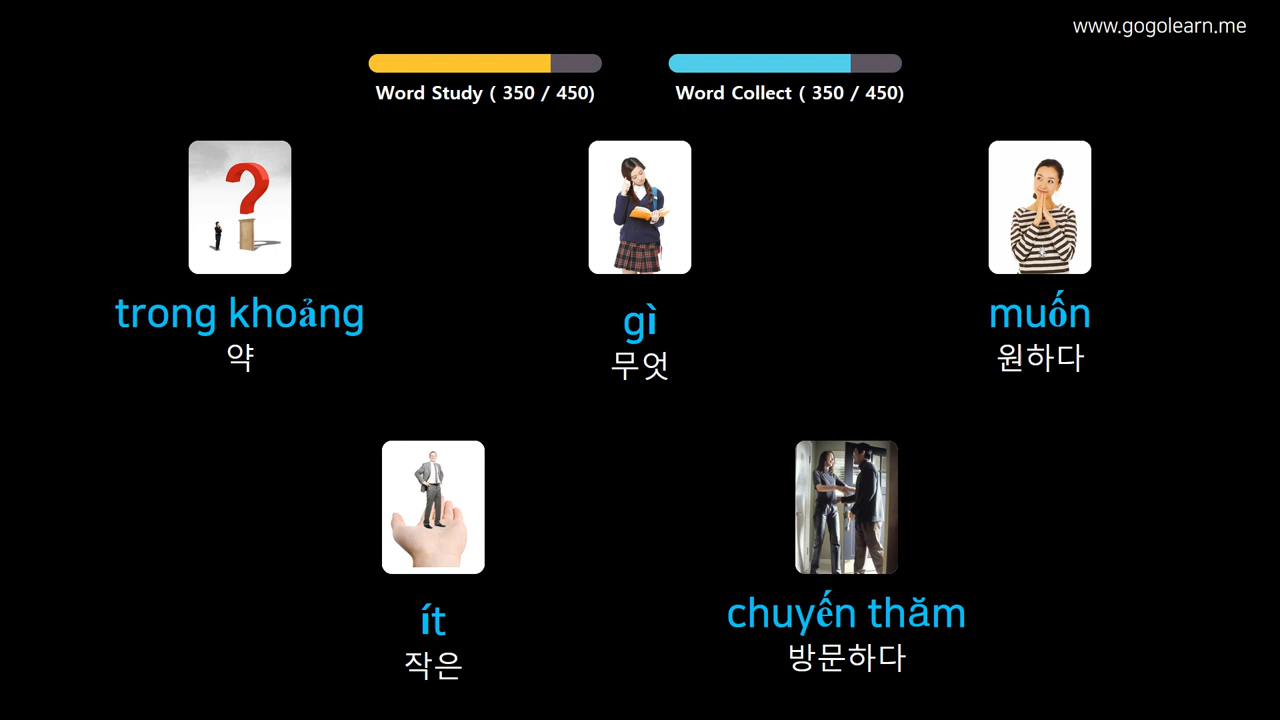 www.gogolearn.me
Word Study ( 350 / 450)
Word Collect ( 350 / 450)
trong khoảng
약
gì
무엇
muốn
원하다
ít
작은
chuyến thăm
방문하다